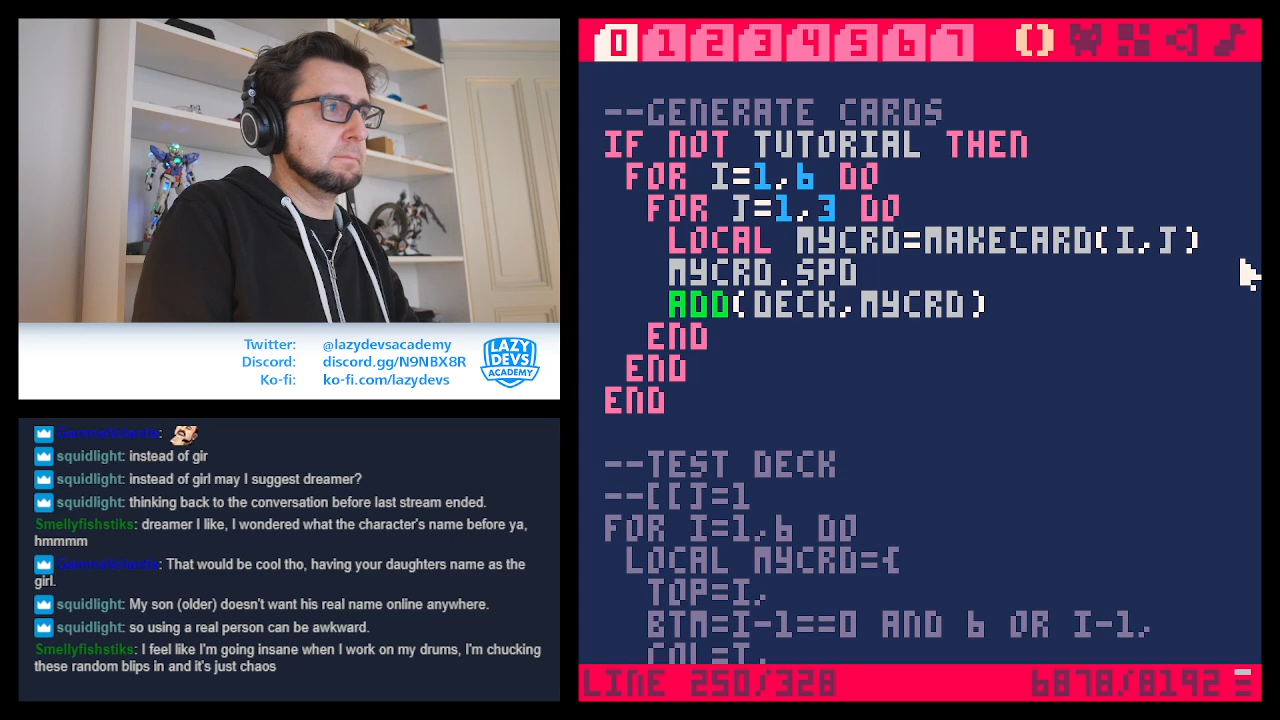 Twitter: @lazydevsacademy
Discord: discord.gg/N9NBX8R
Ko-fi: ko-fi.com/lazydevs
LAZY
DEVS
ACADEMY
GammaVolantis:
squidlight: instead of gir
squidlight: instead of girl may I suggest dreamer?
squidlight: thinking back to the conversation before last stream ended.
Smellyfishstiks: dreamer I like, I wondered what the character's name before ya,
hmmmm
GammaVolantis: That would be cool tho, having your daughters name as the
girl.
squidlight: My son (older) doesn't want his real name online anywhere.
squidlight: so using a real person can be awkward.
Smellyfishstiks: I feel like I'm going insane when I work on my drums, I'm chucking
these random blips in and it's just chaos
0 1 2 3 4 5 6 7 ()
--GENERATE CARDS
IF NOT TUTORIAL THEN
FOR I=1,6 DO
FOR J=1,3 DO
LOCAL MYCRD=MAKECARD(I,J)
MYCRD.SPD
ADD(DECK,MYCRD)
END
END
END
--TEST DECK
--[[J=1
FOR I=1,6 DO
LOCAL MYCRD={
TOP=I,
BTM=I-1==0 AND 6 OR I-1,
COL=I,
LINE 250/328 6878/8192